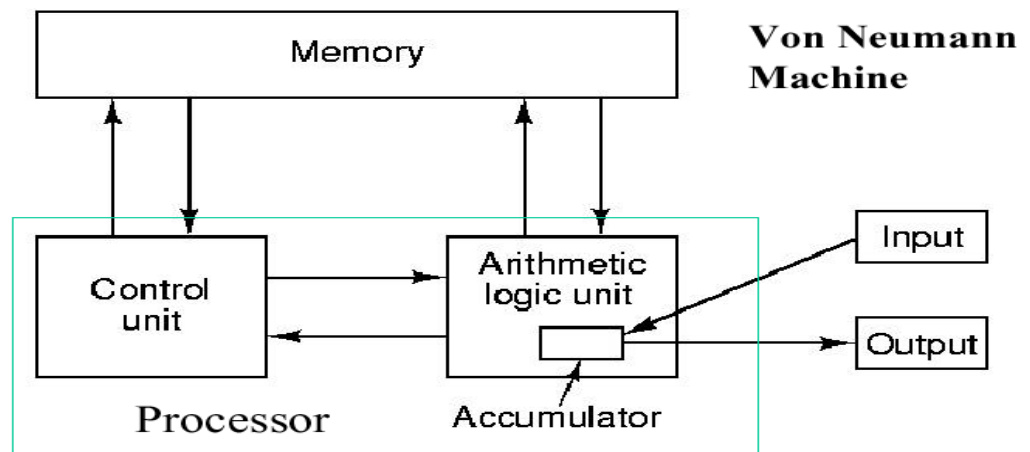 Memory
Von Neumann
Machine
Control
unit
Arithmetic
logic unit
Input
Output
Accumulator
Processor